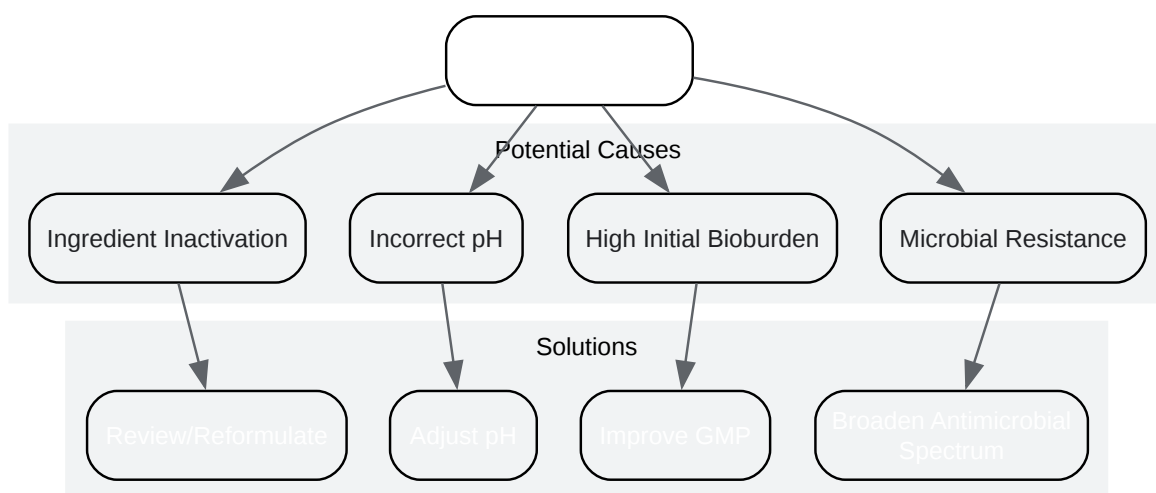 Potential Causes
Ingredient Inactivation
Incorrect pH
High Initial Bioburden
Microbial Resistance
Solutions
Review/Reformulate
Adjust pH
Improve GMP
Broaden Antimicrobial
Spectrum